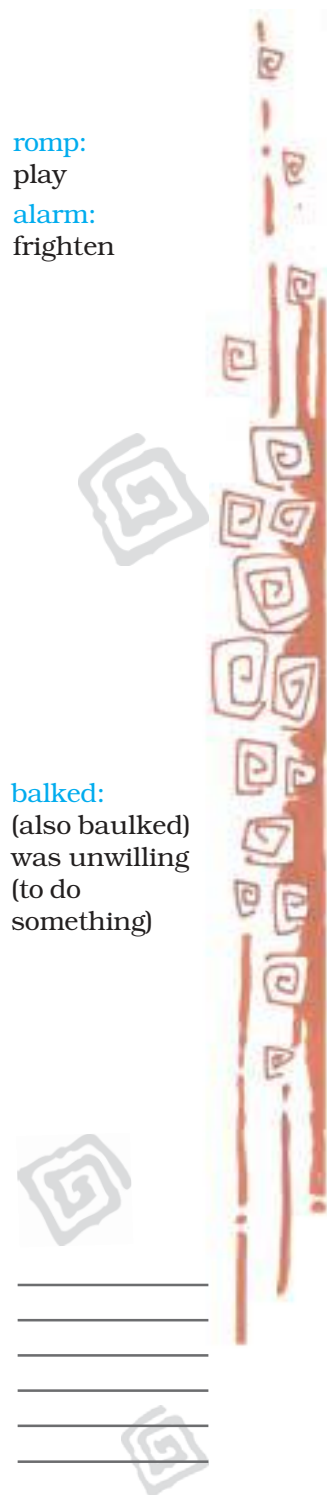 romp:
play
alarm:
frighten
balked:
(also baulked)
was unwilling
(to do
something)